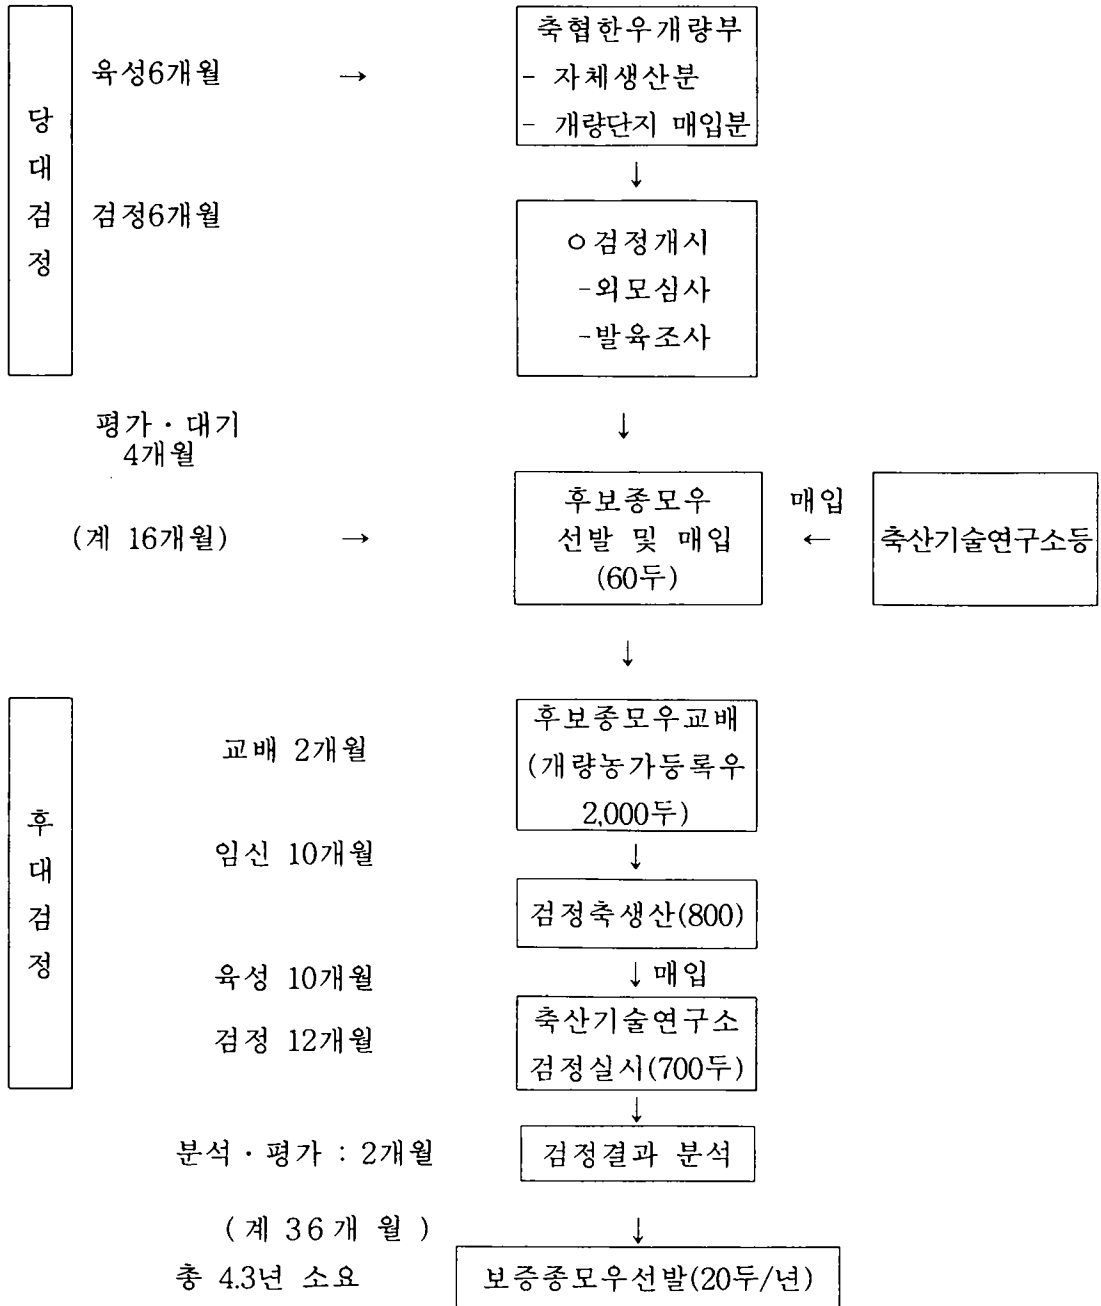 당대검정
육성6개월 →
축협한우개량부
- 자체생산분
- 개량단지 매입분
↓
검정6개월
ㅇ검정개시
-외모심사
-발육조사
평가·대기
4개월
↓
(계 16개월) →
후보종모우
선발 및 매입
(60두)
매입
←
축산기술연구소등
↓
후대검정
교배 2개월
후보종모우교배
(개량농가등록우
2,000두)
임신 10개월
↓
검정축생산(800)
육성 10개월
↓ 매입
검정 12개월
축산기술연구소
검정실시(700두)
↓
분석·평가 : 2개월
검정결과 분석
(계 36개월)
↓
총 4.3년 소요
보증종모우선발(20두/년)